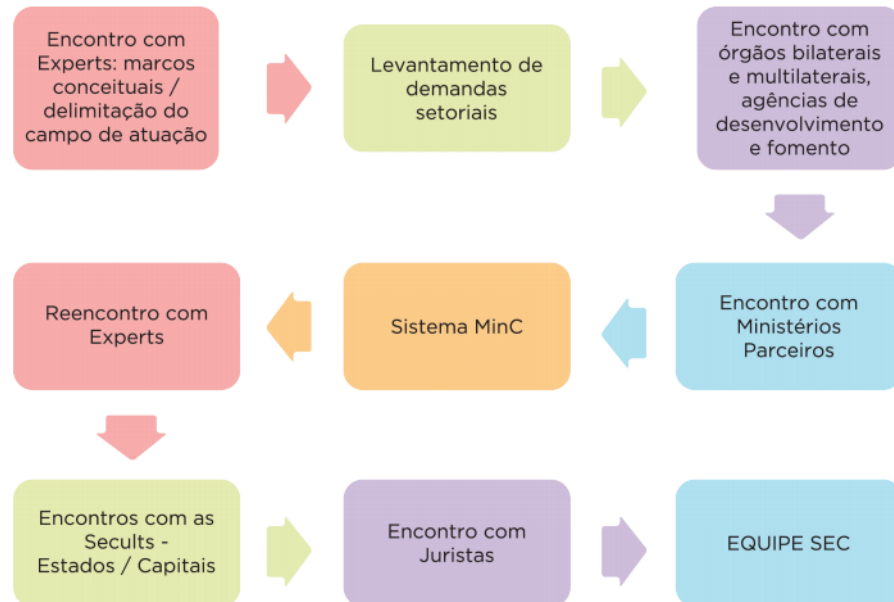 Encontro com
Experts: marcos
conceituais /
delimitação do
campo de atuação
Levantamento de
demandas
setoriais
Encontro com
órgãos bilaterais
e multilaterais,
agências de
desenvolvimento
e fomento
Encontro com
Ministérios
Parceiros
Sistema MinC
Reencontro com
Experts
Encontros com as
Secults -
Estados / Capitais
Encontro com
Juristas
EQUIPE SEC